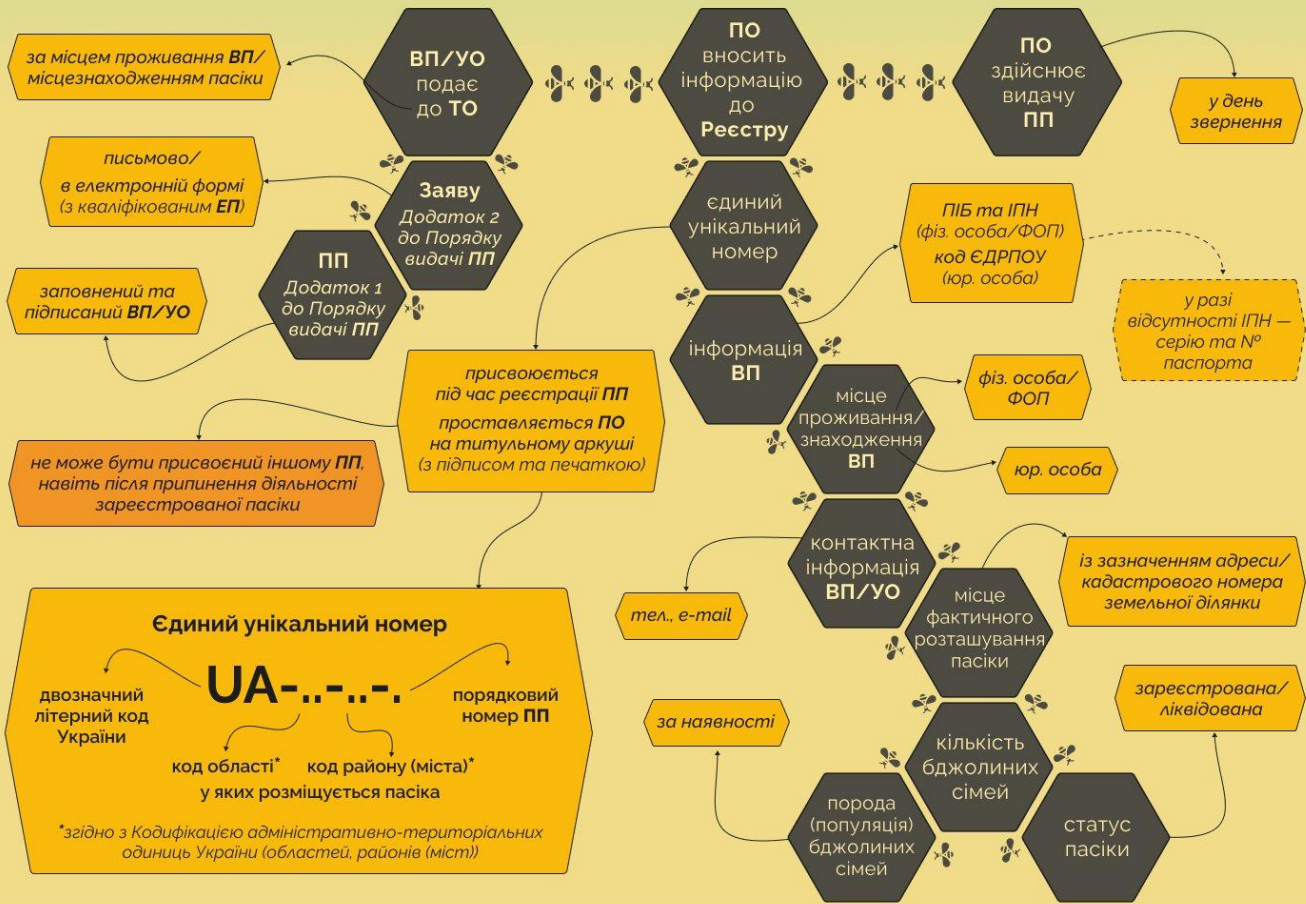 за місцем проживання ВП/
місцезнаходженням пасіки
ВП/УО
подає
до ТО
ПО
вносить
інформацію
до
Реєстру
ПО
здійснює
видачу
ПП
у день
звернення
письмово/
в електронній формі
(з кваліфікованим ЕП)
Заяву
Додаток 2
до Порядку
видачі ПП
ПП
Додаток 1
до Порядку
видачі ПП
заповнений та
підписаний ВП/УО
єдиний
унікальний
номер
ПІБ та ІПН
(фіз. особа/ФОП)
код ЄДРПОУ
(юр. особа)
у разі
відсутності ІПН —
серію та №
паспорта
інформація
ВП
присвоюється
під час реєстрації ПП
проставляється ПО
на титульному аркуші
(з підписом та печаткою)
не може бути присвоєний іншому ПП,
навіть після припинення діяльності
зареєстрованої пасіки
місце
проживання/
знаходження
ВП
фіз. особа/
ФОП
юр. особа
контактна
інформація
ВП/УО
тел., e-mail
місце
фактичного
розташування
пасіки
із зазначенням адреси/
кадастрового номера
земельної ділянки
Єдиний унікальний номер
UA-..-..-.
двозначний
літерний код
України
порядковий
номер ПП
код області* код району (міста)*
у яких розміщується пасіка
*згідно з Кодифікацією адміністративно-територіальних
одиниць України (областей, районів (міст))
кількість
бджолиних
сімей
за наявності
порода
(популяція)
бджолиних
сімей
статус
пасіки
зареєстрована/
ліквідована